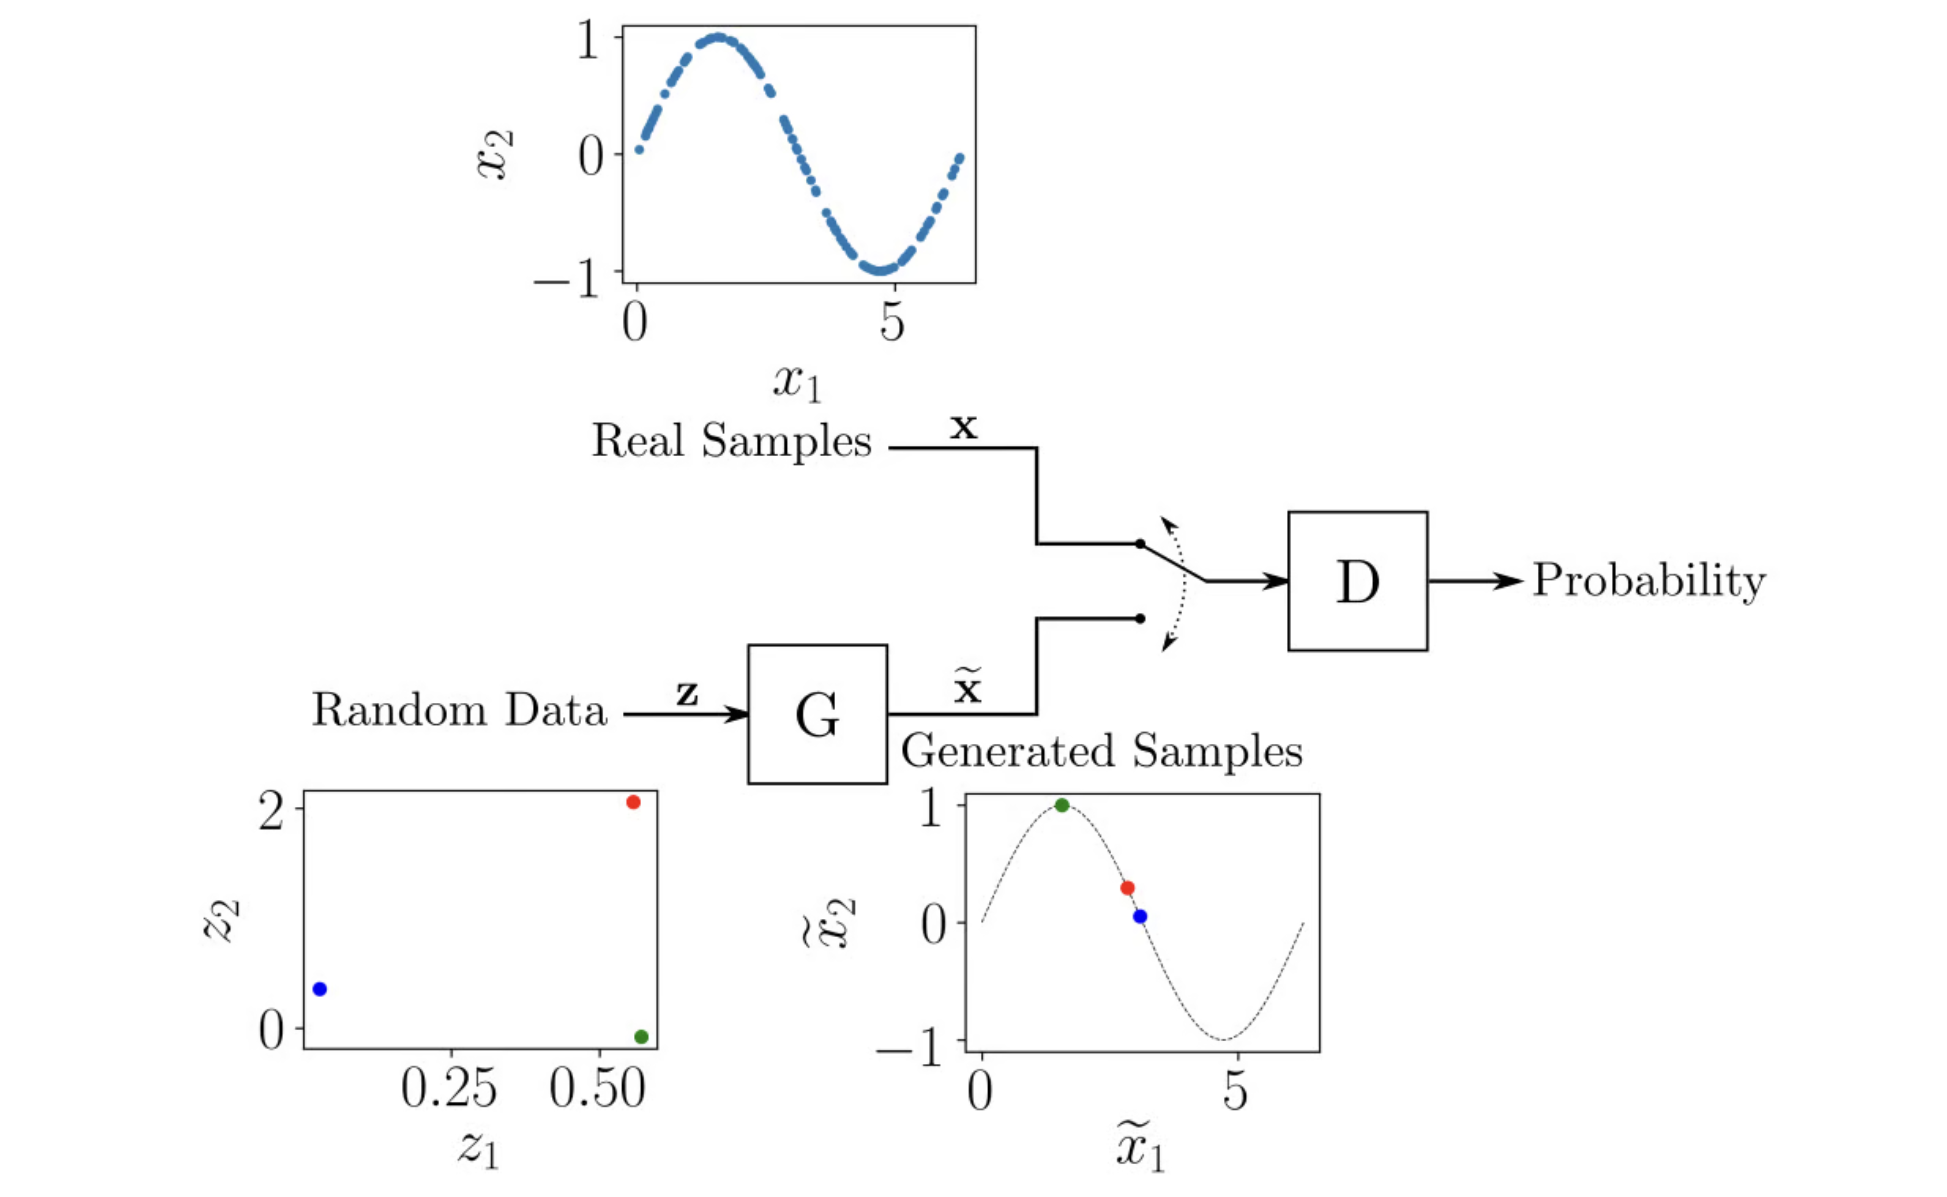 1
0
−1
x₂
0 5
x₁
Real Samples
x
D
Probability
Random Data
z
G
x̃
Generated Samples
2
0
z₂
0.25 0.50
z₁
1
0
−1
x̃₂
0 5
x̃₁